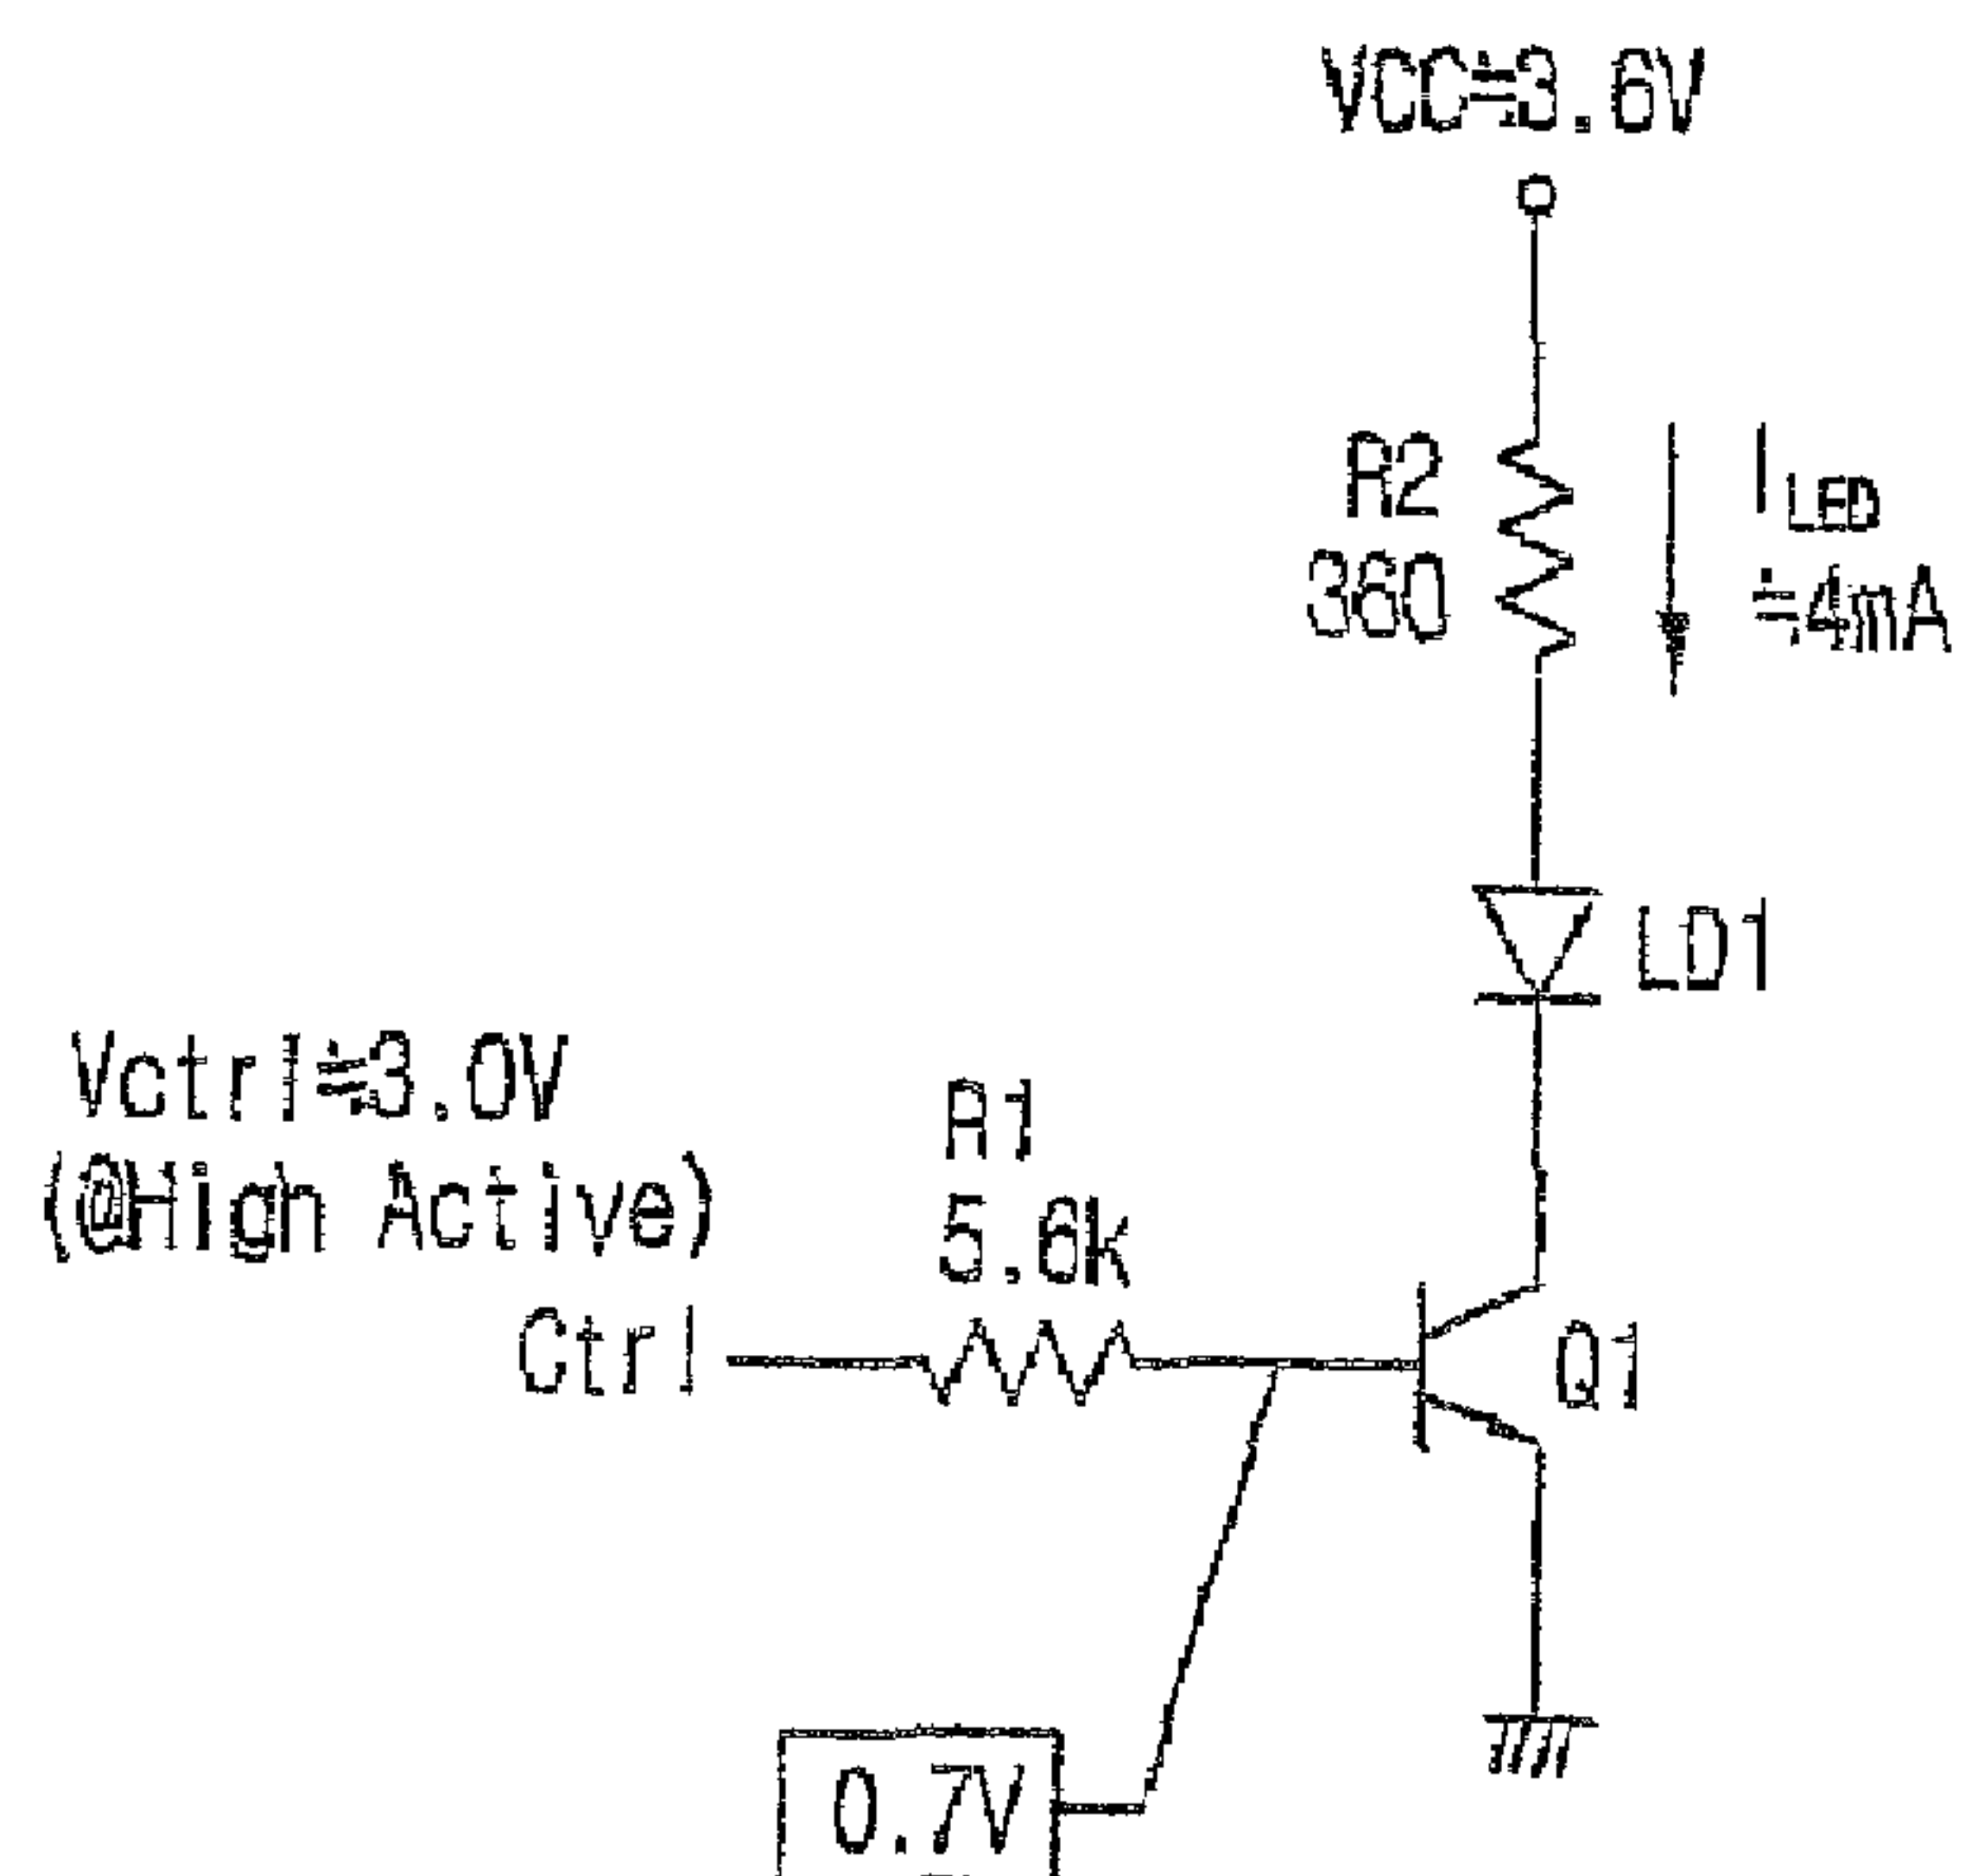 VCC≒3.6V
R2
360
I LED
≒4mA
LD1
Vctrl≒3.0V
(@High Active)
R1
5.6k
Ctrl
Q1
0.7V